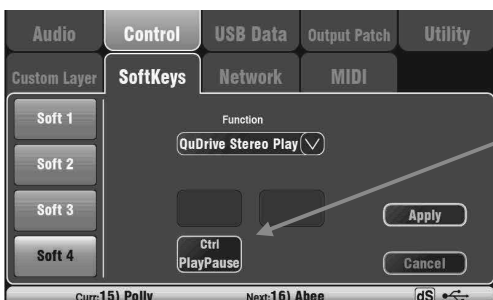 Audio Control USB Data Output Patch Utility
Custom Layer SoftKeys Network MIDI
Soft 1
Function
QuDrive Stereo Play
Soft 2
Soft 3
Apply
Soft 4
Ctrl
PlayPause
Cancel
Curr:15) Polly Next:16) Abee dS